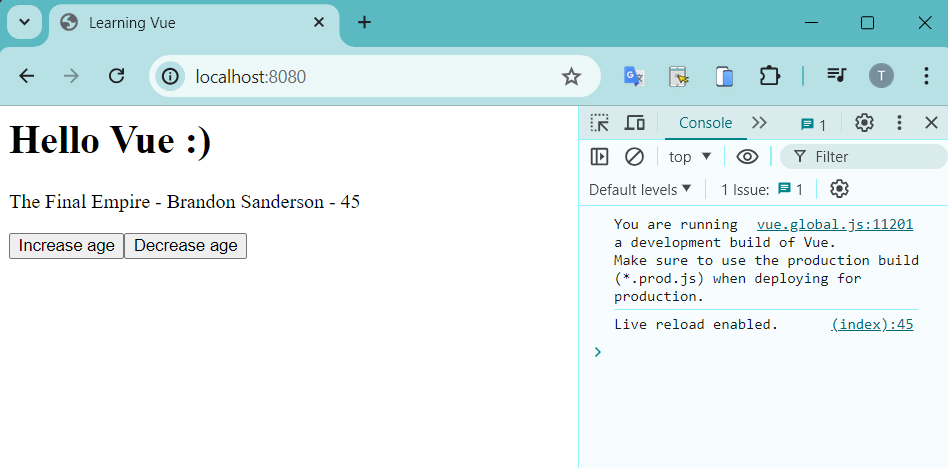 Learning Vue
localhost:8080
T
Hello Vue :)
The Final Empire - Brandon Sanderson - 45
Increase age Decrease age
Console 1
top Filter
Default levels 1 Issue: 1
You are running vue.global.js:11201
a development build of Vue.
Make sure to use the production build
(*.prod.js) when deploying for
production.
Live reload enabled. (index):45